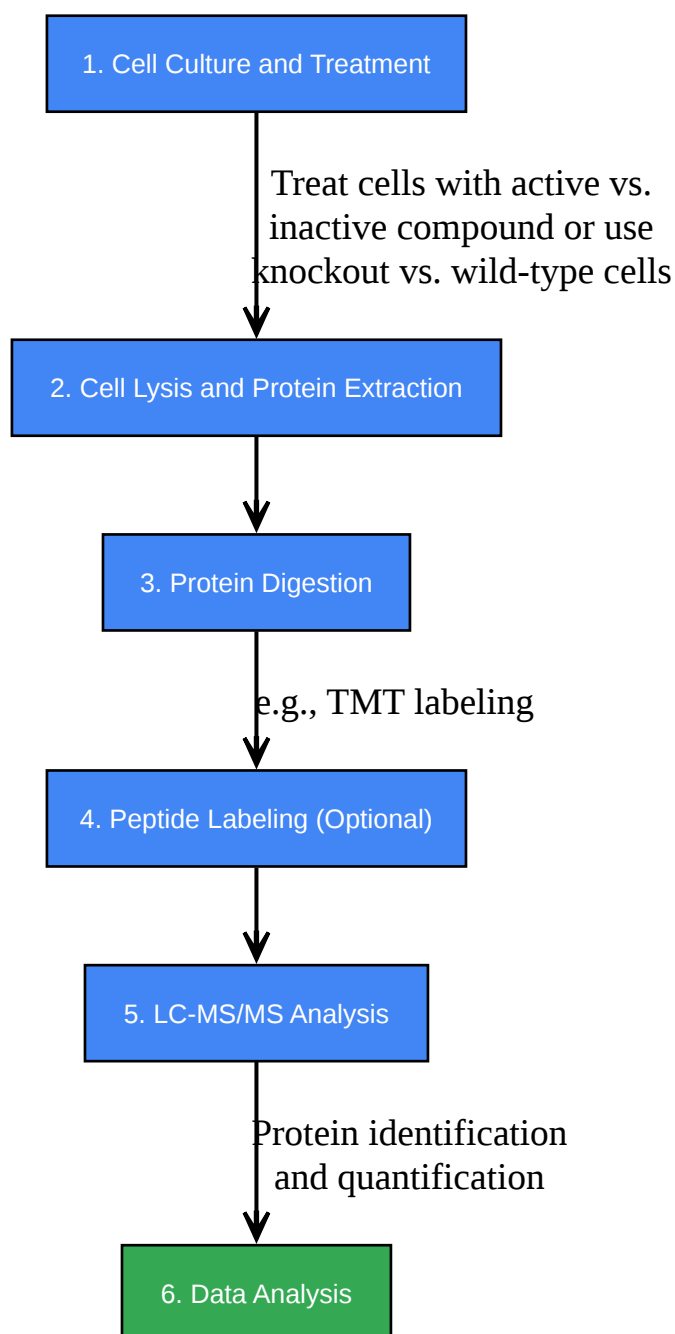 1. Cell Culture and Treatment
Treat cells with active vs.
inactive compound or use
knockout vs. wild-type cells
2. Cell Lysis and Protein Extraction
3. Protein Digestion
e.g., TMT labeling
4. Peptide Labeling (Optional)
5. LC-MS/MS Analysis
Protein identification
and quantification
6. Data Analysis